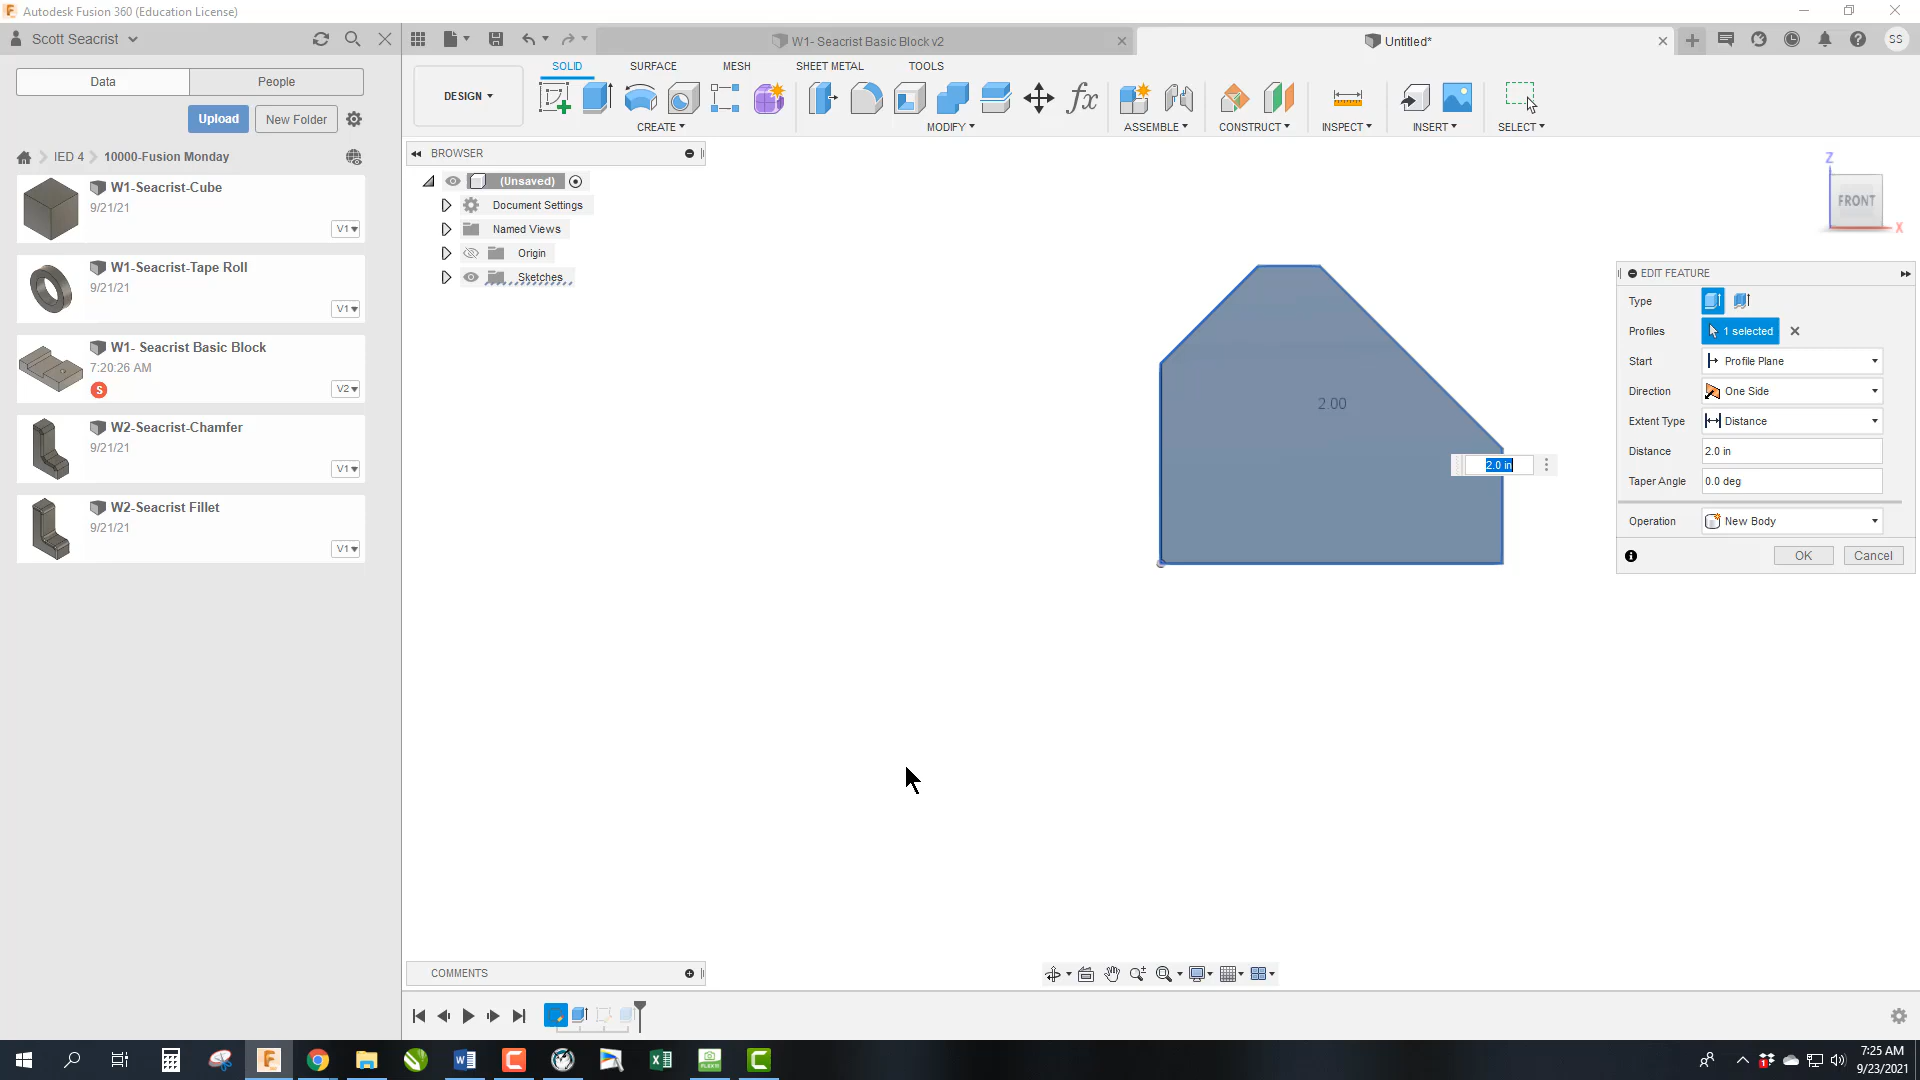 Autodesk Fusion 360 (Education License)
Scott Seacrist
W1- Seacrist Basic Block v2
Untitled*
SS
Data
People
Upload
New Folder
IED 4
10000-Fusion Monday
W1-Seacrist-Cube
9/21/21
V1
W1-Seacrist-Tape Roll
9/21/21
V1
W1- Seacrist Basic Block
7:20:26 AM
S
V2
W2-Seacrist-Chamfer
9/21/21
V1
W2-Seacrist Fillet
9/21/21
V1
DESIGN
SOLID
SURFACE
MESH
SHEET METAL
TOOLS
CREATE
MODIFY
ASSEMBLE
CONSTRUCT
INSPECT
INSERT
SELECT
BROWSER
(Unsaved)
Document Settings
Named Views
Origin
Sketches
Z
FRONT
X
2.00
2.0 in
EDIT FEATURE
Type
Profiles 1 selected
Start Profile Plane
Direction One Side
Extent Type Distance
Distance 2.0 in
Taper Angle 0.0 deg
Operation New Body
OK
Cancel
COMMENTS
7:25 AM
9/23/2021